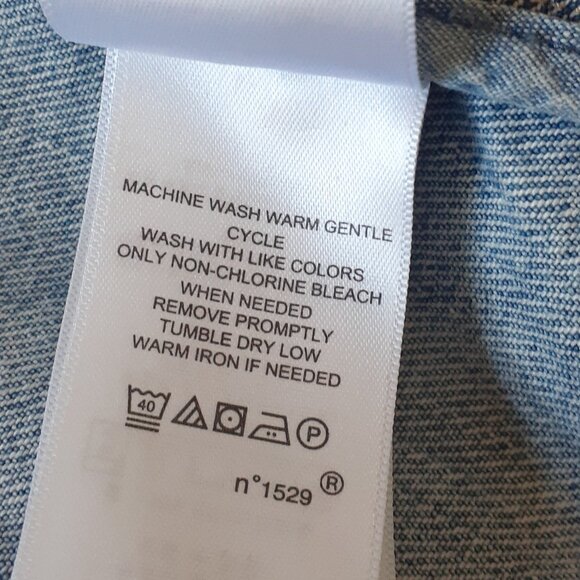 MACHINE WASH WARM GENTLE
CYCLE
WASH WITH LIKE COLORS
ONLY NON-CHLORINE BLEACH
WHEN NEEDED
REMOVE PROMPTLY
TUMBLE DRY LOW
WARM IRON IF NEEDED
40 P
n°1529 ®